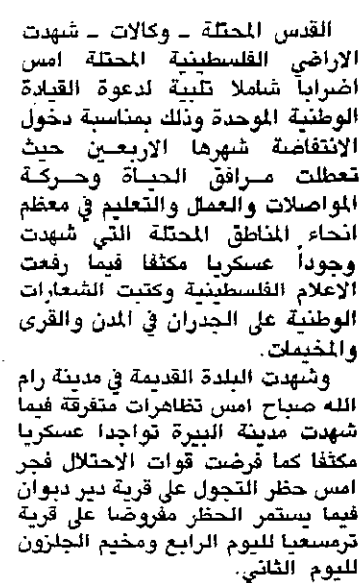 القدس المحتلة ـ وكالات ـ شهدت
الاراضي الفلسطينية المحتلة امس
اضرابا شاملا تلبية لدعوة القيادة
الوطنية الموحدة وذلك بمناسبة دخول
الانتفاضة شهرها الاربعين حيث
تعطلت مرافق الحياة وحركة
المواصلات والعمل والتعليم في معظم
انحاء المناطق المحتلة التي شهدت
وجوداً عسكريا مكثفا فيما رفعت
الاعلام الفلسطينية وكتبت الشعارات
الوطنية على الجدران في المدن والقرى
والمخيمات.
وشهدت البلدة القديمة في مدينة رام
الله صباح امس تظاهرات متفرقة فيما
شهدت مدينة البيرة تواجدا عسكريا
مكثفا كما فرضت قوات الاحتلال فجر
امس حظر التجول على قرية دير دبوان
فيما يستمر الحظر مفروضا على قرية
ترمسعيا لليوم الرابع ومخيم الجلزون
لليوم الثاني.